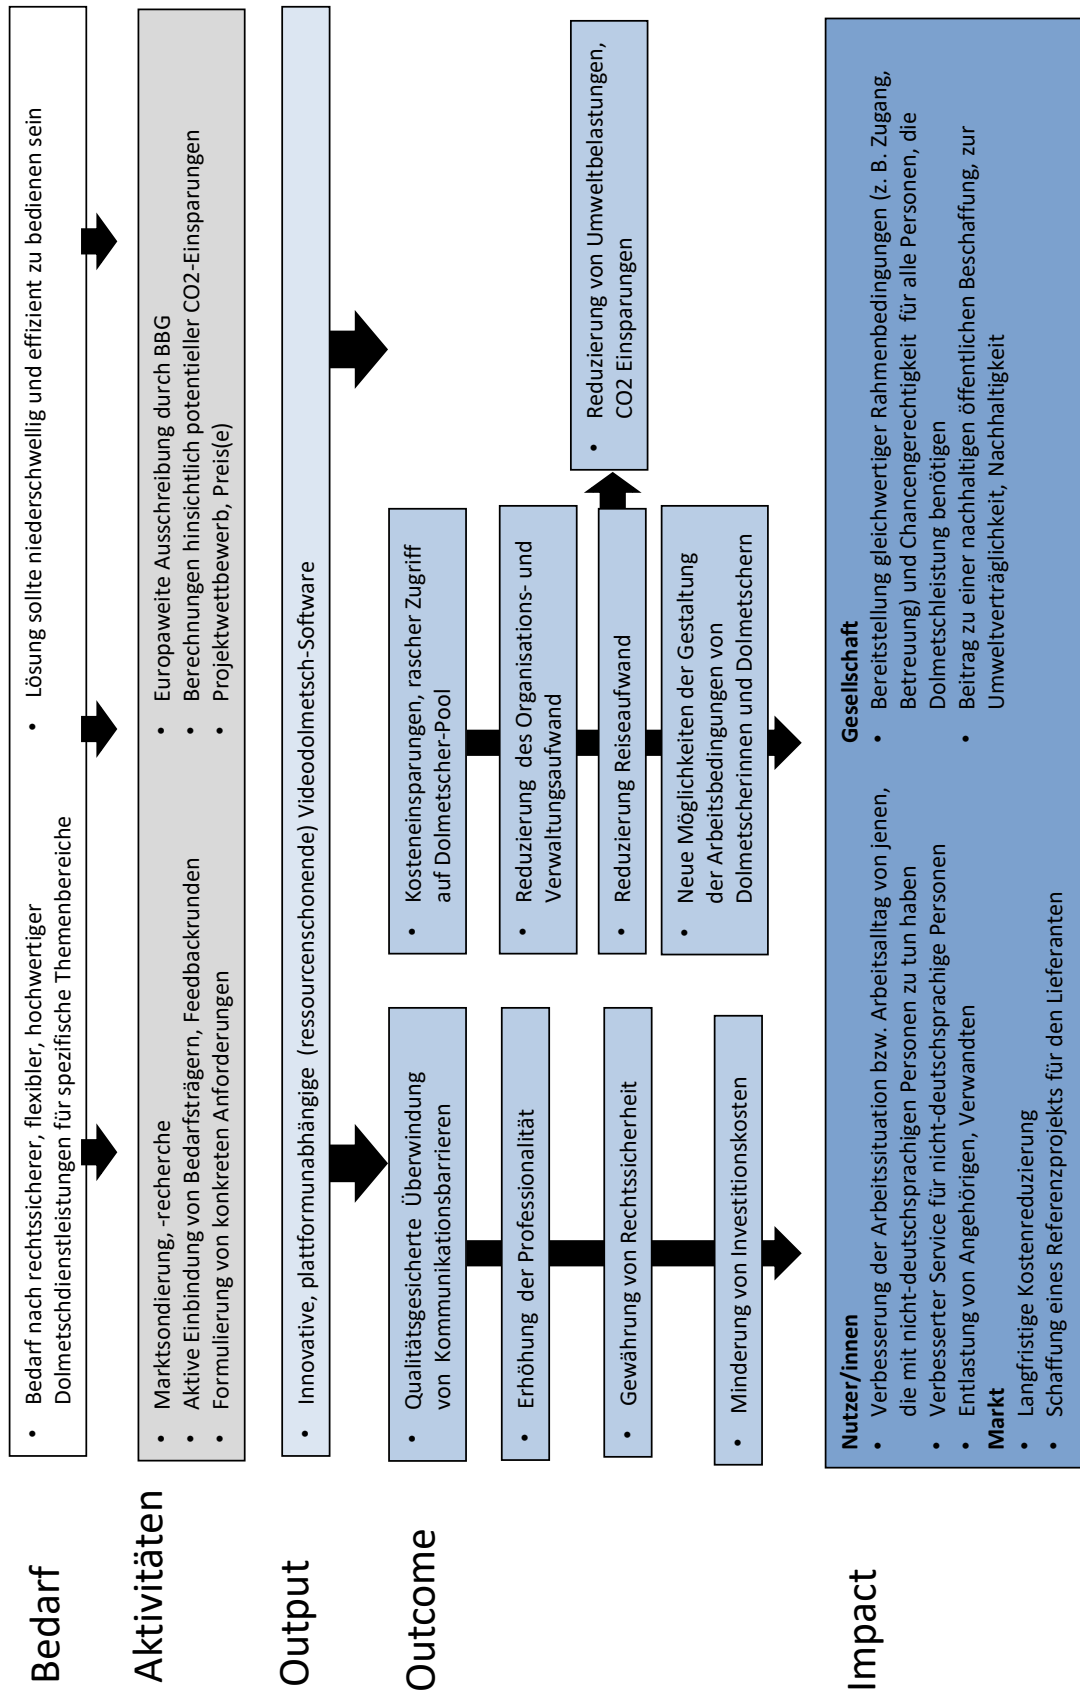 Bedarf
• Bedarf nach rechtssicherer, flexibler, hochwertiger
Dolmetschdienstleistungen für spezifische Themenbereiche
• Lösung sollte niederschwellig und effizient zu bedienen sein
Aktivitäten
• Marktsondierung, -recherche
• Aktive Einbindung von Bedarfsträgern, Feedbackrunden
• Formulierung von konkreten Anforderungen
• Europaweite Ausschreibung durch BBG
• Berechnungen hinsichtlich potentieller CO2-Einsparungen
• Projektwettbewerb, Preis(e)
Output
• Innovative, plattformunabhängige (ressourcenschonende) Videodolmetsch-Software
Outcome
• Qualitätsgesichert Überwindung
von Kommunikationsbarrieren
• Erhöhung der Professionalität
• Gewährung von Rechtssicherheit
• Minderung von Investitionskosten
• Kosteneinsparungen, rascher Zugriff
auf Dolmetscher-Pool
• Reduzierung des Organisations- und
Verwaltungsaufwand
• Reduzierung Reiseaufwand
• Neue Möglichkeiten der Gestaltung
der Arbeitsbedingungen von
Dolmetscherinnen und Dolmetschern
• Reduzierung von Umweltbelastungen,
CO2 Einsparungen
Impact
Nutzer/innen
• Verbesserung der Arbeitssituation bzw. Arbeitsalltag von jenen,
die mit nicht-deutschsprachigen Personen zu tun haben
• Verbesserter Service für nicht-deutschsprachige Personen
• Entlastung von Angehörigen, Verwandten
Markt
• Langfristige Kostenreduzierung
• Schaffung eines Referenzprojekts für den Lieferanten
Gesellschaft
• Bereitstellung gleichwertiger Rahmenbedingungen (z. B. Zugang,
Betreuung) und Chancengerechtigkeit für alle Personen, die
Dolmetschleistung benötigen
• Beitrag zu einer nachhaltigen öffentlichen Beschaffung, zur
Umweltverträglichkeit, Nachhaltigkeit